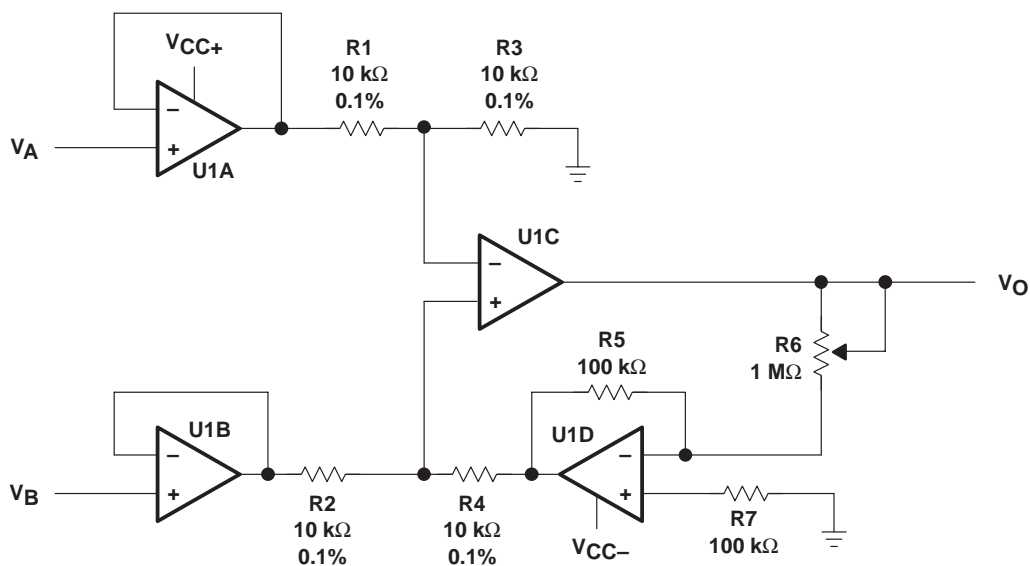 VCC+
R1
10 kΩ
0.1%
R3
10 kΩ
0.1%
−
+
VA
U1A
U1C
−
+
VO
R6
1 MΩ
R5
100 kΩ
U1B
−
+
VB
U1D
−
+
R2
10 kΩ
0.1%
R4
10 kΩ
0.1%
VCC−
R7
100 kΩ